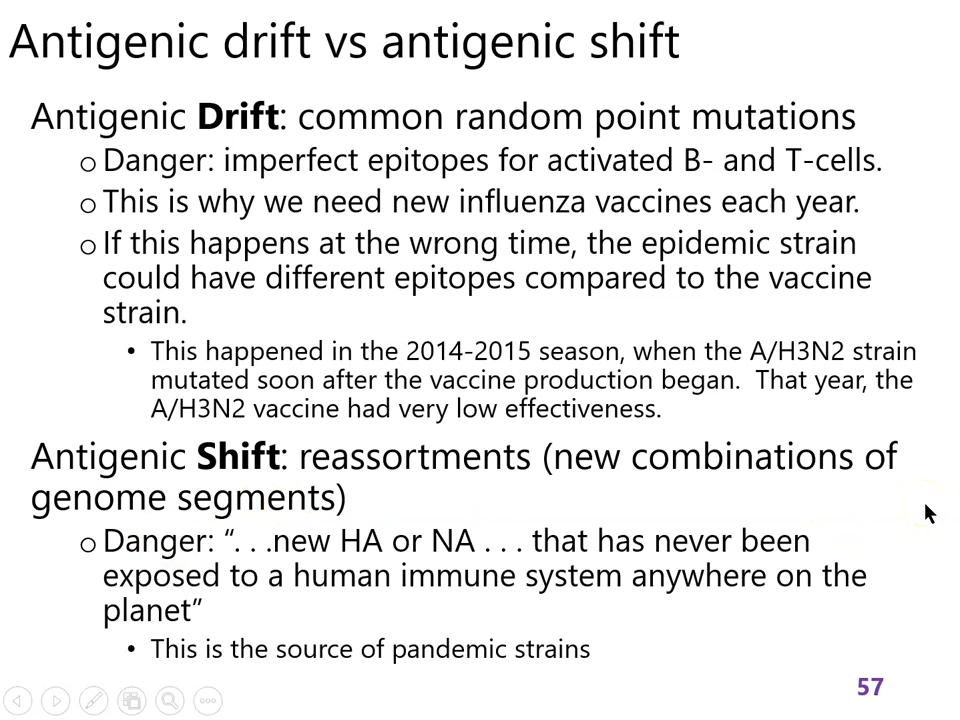 Antigenic drift vs antigenic shift
Antigenic Drift: common random point mutations
o Danger: imperfect epitopes for activated B- and T-cells.
o This is why we need new influenza vaccines each year.
o If this happens at the wrong time, the epidemic strain
could have different epitopes compared to the vaccine
strain.
• This happened in the 2014-2015 season, when the A/H3N2 strain
mutated soon after the vaccine production began.  That year, the
A/H3N2 vaccine had very low effectiveness.
Antigenic Shift: reassortments (new combinations of
genome segments)
o Danger: “. . .new HA or NA . . . that has never been
exposed to a human immune system anywhere on the
planet”
• This is the source of pandemic strains
57